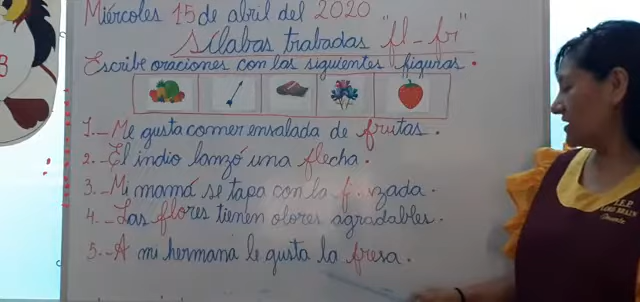 Miércoles 15 de abril del 2020
Sílabas trabadas "fl - fr"
Escribe oraciones con las siguientes figuras.
1.- Me gusta comer ensalada de frutas.
2.- El indio lanzó una flecha.
3.- Mi mamá se tapa con la
4.- Las flores tienen olores agradables.
5.- A mi hermana le gusta la fresa.
I.E.P